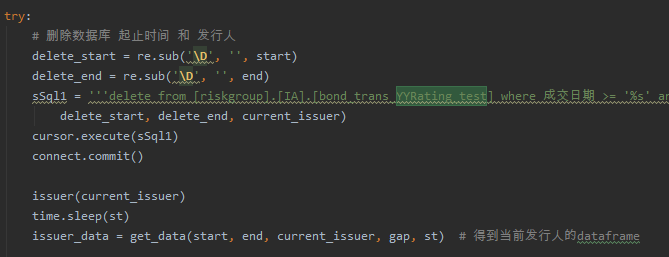 try:
# 删除数据库 起止时间 和 发行人
delete_start = re.sub('\D', '', start)
delete_end = re.sub('\D', '', end)
sSql1 = '''delete from [riskgroup].[IA].[bond_trans_YYRating_test] where 成交日期 >= '%s' an
delete_start, delete_end, current_issuer)
cursor.execute(sSql1)
connect.commit()
issuer(current_issuer)
time.sleep(st)
issuer_data = get_data(start, end, current_issuer, gap, st)  # 得到当前发行人的dataframe